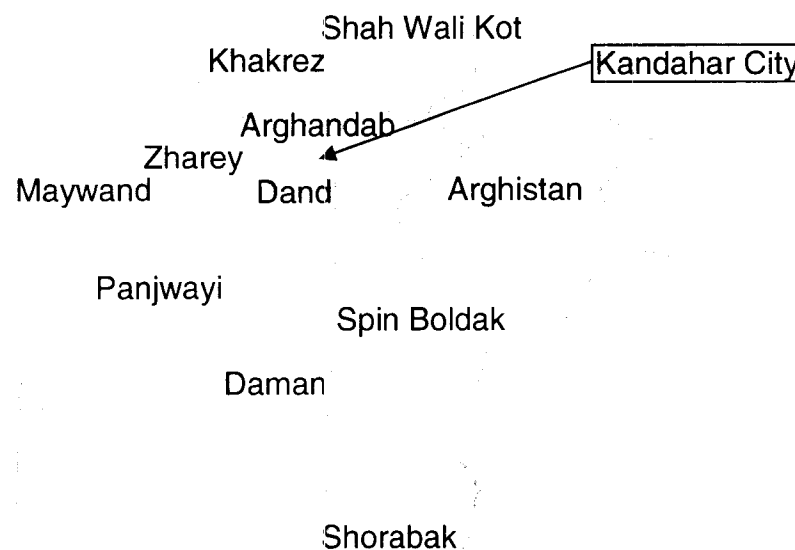 Shah Wali Kot
Khakrez
Kandahar City
Arghandab
Zharey
Maywand
Dand
Arghistan
Panjwayi
Spin Boldak
Daman
Shorabak